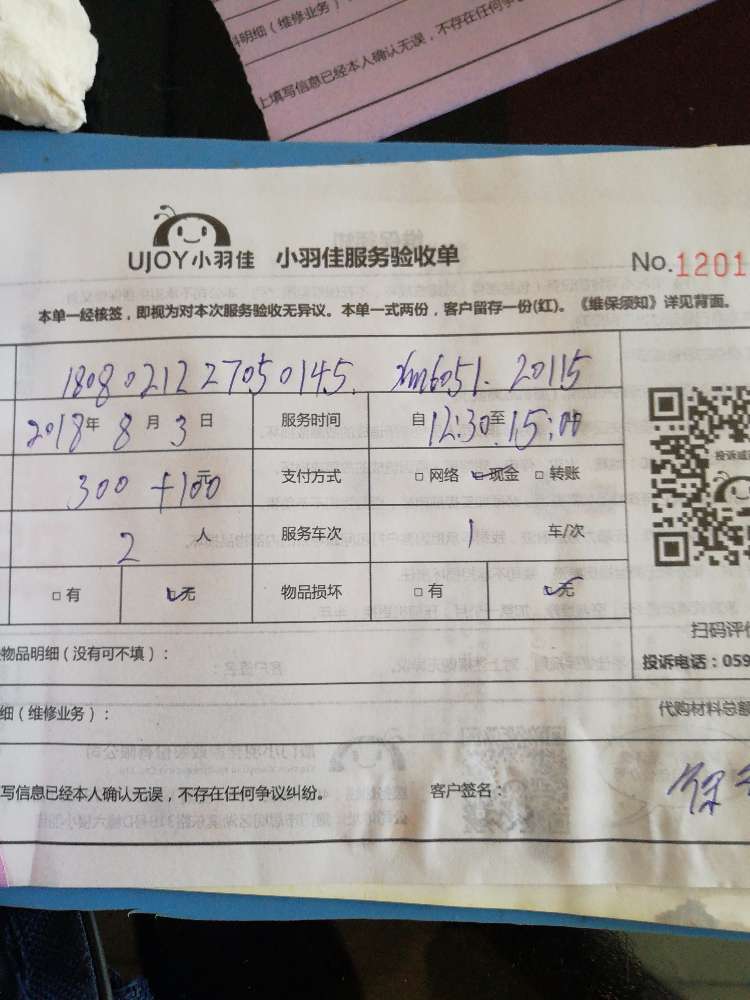 料明细（维修业务）：
上填写信息已经本人确认无误，不存在任何争
UJOY小羽佳 小羽佳服务验收单 No.1201
本单一经核签，即视为对本次服务验收无异议。本单一式两份，客户留存一份(红)。《维保须知》详见背面。
1808021227050145. xm6051. 20115
2018年 8月 3日 服务时间 自12:30至15:00
300+100 元 支付方式 □网络 ☑现金 □转账
投诉或
2 人 服务车次 1 车/次
□有 ☑无 物品损坏 □有 ☑无
扫码评价
物品明细（没有可不填）： 投诉电话：059
细（维修业务）： 代购材料总额
写信息已经本人确认无误，不存在任何争议纠纷。 客户签名：